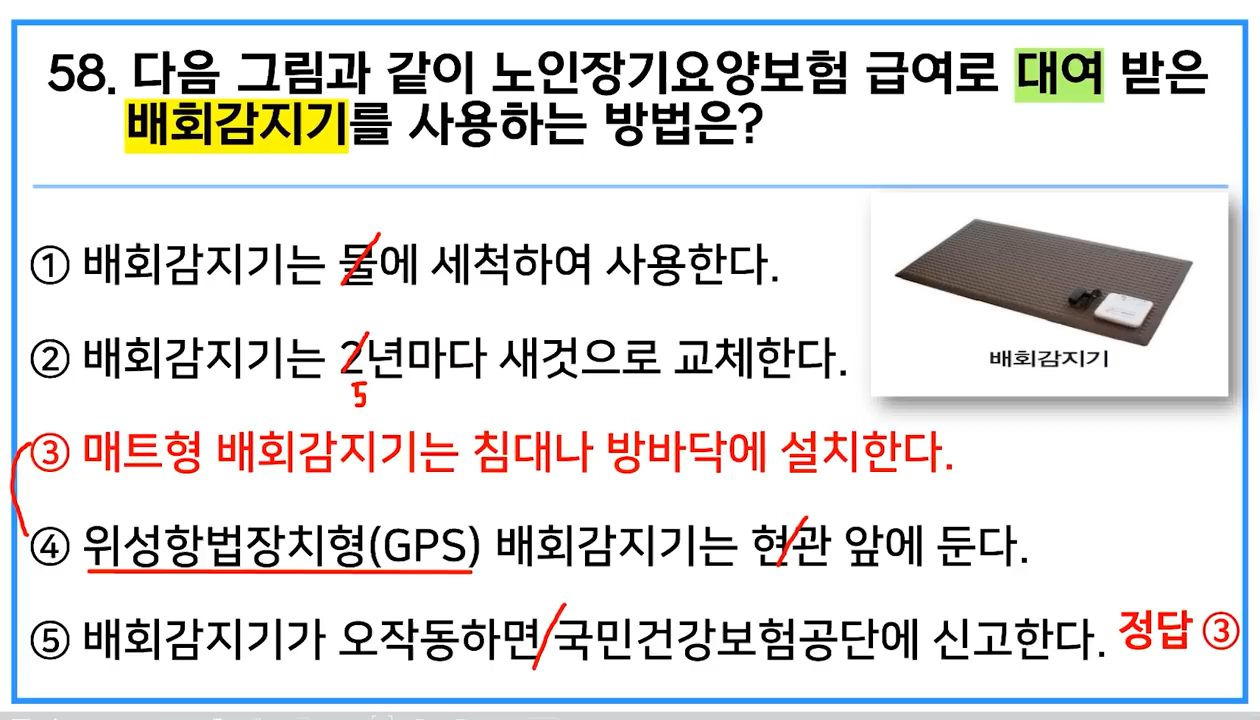 58. 다음 그림과 같이 노인장기요양보험 급여로 대여 받은
배회감지기를 사용하는 방법은?
① 배회감지기는 물에 세척하여 사용한다.
② 배회감지기는 2년마다 새것으로 교체한다.
5
배회감지기
③ 매트형 배회감지기는 침대나 방바닥에 설치한다.
④ 위성항법장치형(GPS) 배회감지기는 현관 앞에 둔다.
⑤ 배회감지기가 오작동하면 국민건강보험공단에 신고한다.
정답 ③